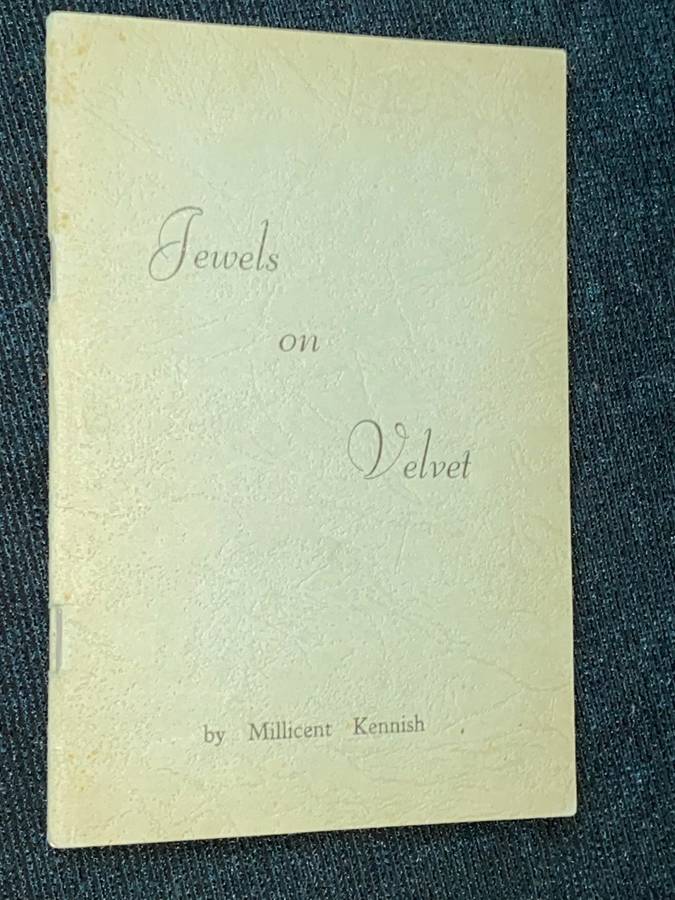 Jewels
on
Velvet
by Millicent Kennish